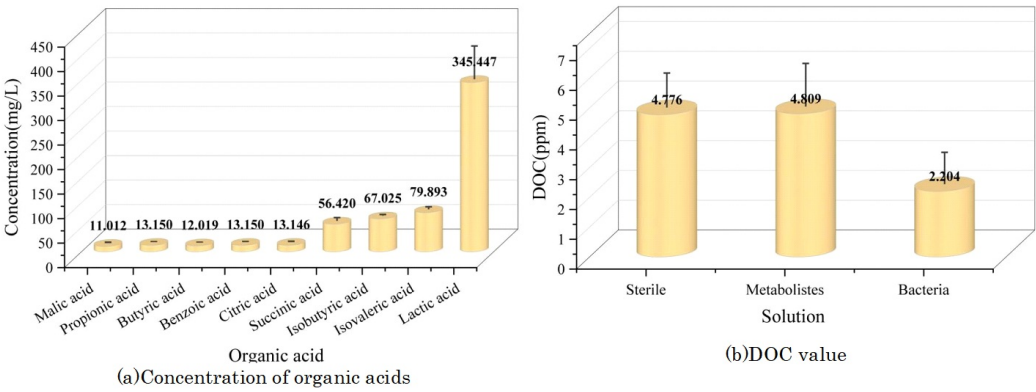 Concentration(mg/L)
450
400
350
300
250
200
150
100
50
0
11.012
13.150
12.019
13.150
13.146
56.420
67.025
79.893
345.447
Malic acid
Propionic acid
Butyric acid
Benzoic acid
Citric acid
Succinic acid
Isobutyric acid
Isovaleric acid
Lactic acid
Organic acid
(a)Concentration of organic acids
DOC(ppm)
7
6
5
4
3
2
1
0
4.776
4.809
2.204
Sterile
Metabolistes
Bacteria
Solution
(b)DOC value